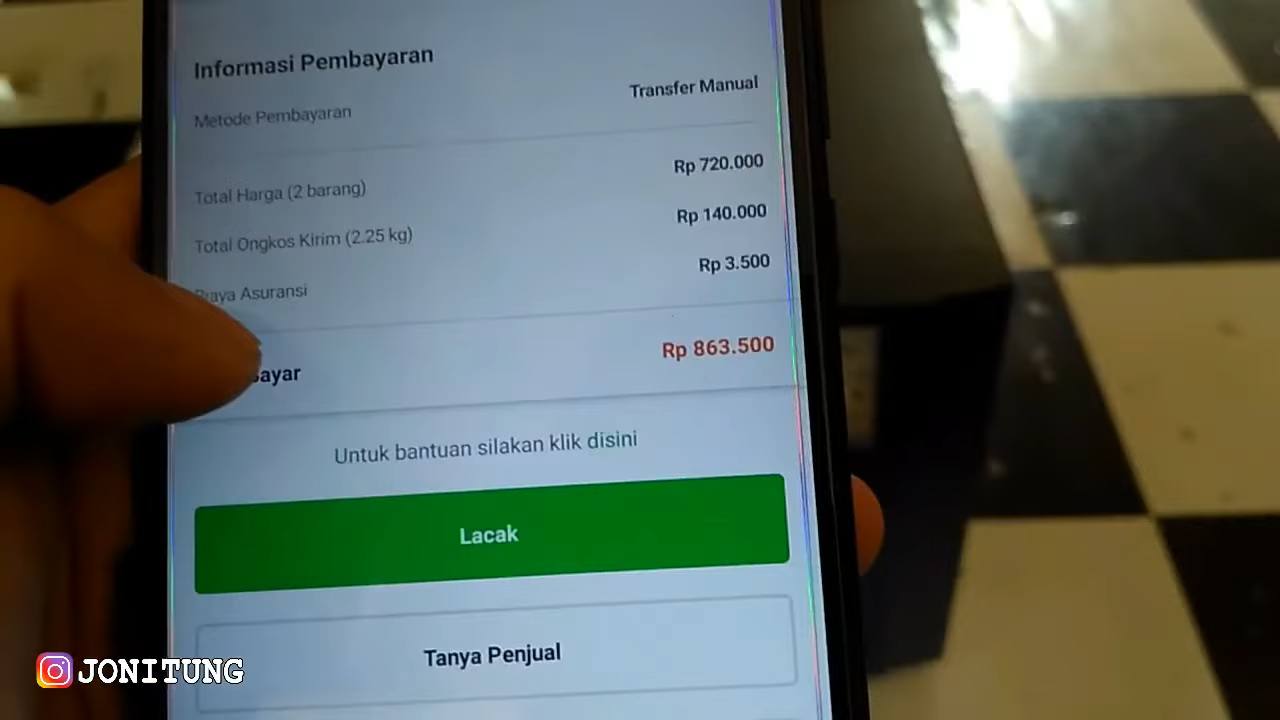 Informasi Pembayaran
Metode Pembayaran
Transfer Manual
Total Harga (2 barang)
Rp 720.000
Total Ongkos Kirim (2.25 kg)
Rp 140.000
Biaya Asuransi
Rp 3.500
Bayar
Rp 863.500
Untuk bantuan silakan klik disini
Lacak
Tanya Penjual
JONITUNG